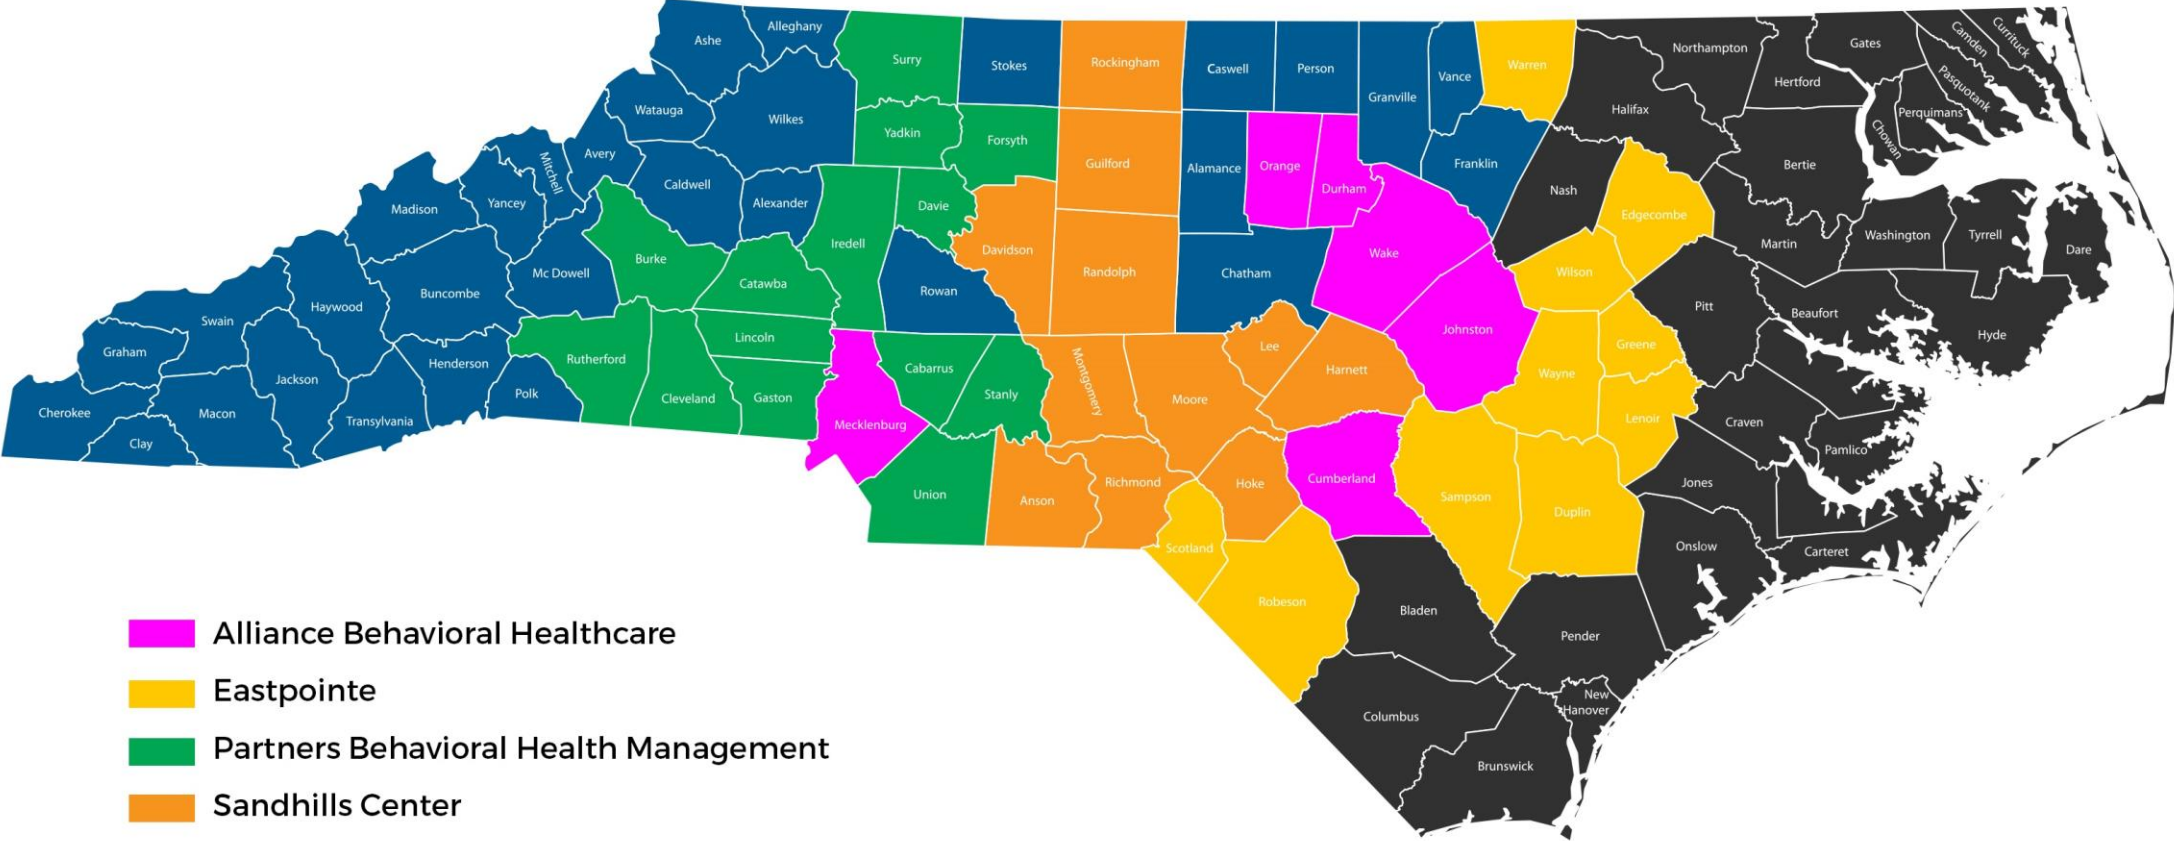 Ashe
Alleghany
Surry
Stokes
Rockingham
Caswell
Person
Granville
Vance
Warren
Northampton
Gates
Camden
Currituck
Hertford
Pasquotank
Halifax
Perquimans
Chowan
Watauga
Wilkes
Yadkin
Forsyth
Guilford
Alamance
Orange
Durham
Franklin
Nash
Bertie
Mitchell
Avery
Caldwell
Alexander
Davie
Madison
Yancey
Edgecombe
Iredell
Davidson
Randolph
Chatham
Wake
Wilson
Martin
Washington
Tyrrell
Dare
Burke
Mc Dowell
Catawba
Rowan
Buncombe
Haywood
Swain
Johnston
Pitt
Beaufort
Hyde
Graham
Jackson
Henderson
Rutherford
Lincoln
Cabarrus
Montgomery
Lee
Harnett
Wayne
Greene
Cherokee
Macon
Transylvania
Polk
Cleveland
Gaston
Stanly
Moore
Lenoir
Craven
Clay
Mecklenburg
Pamlico
Union
Anson
Richmond
Hoke
Cumberland
Sampson
Duplin
Jones
Scotland
Onslow
Carteret
Robeson
Bladen
Pender
Columbus
New
Hanover
Brunswick
Alliance Behavioral Healthcare
Eastpointe
Partners Behavioral Health Management
Sandhills Center